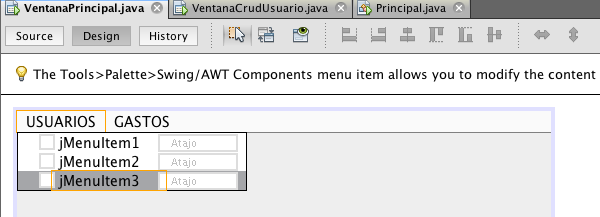 VentanaPrincipal.java VentanaCrudUsuario.java Principal.java
Source Design History
The Tools>Palette>Swing/AWT Components menu item allows you to modify the content
USUARIOS GASTOS
jMenuItem1 Atajo
jMenuItem2 Atajo
jMenuItem3 Atajo